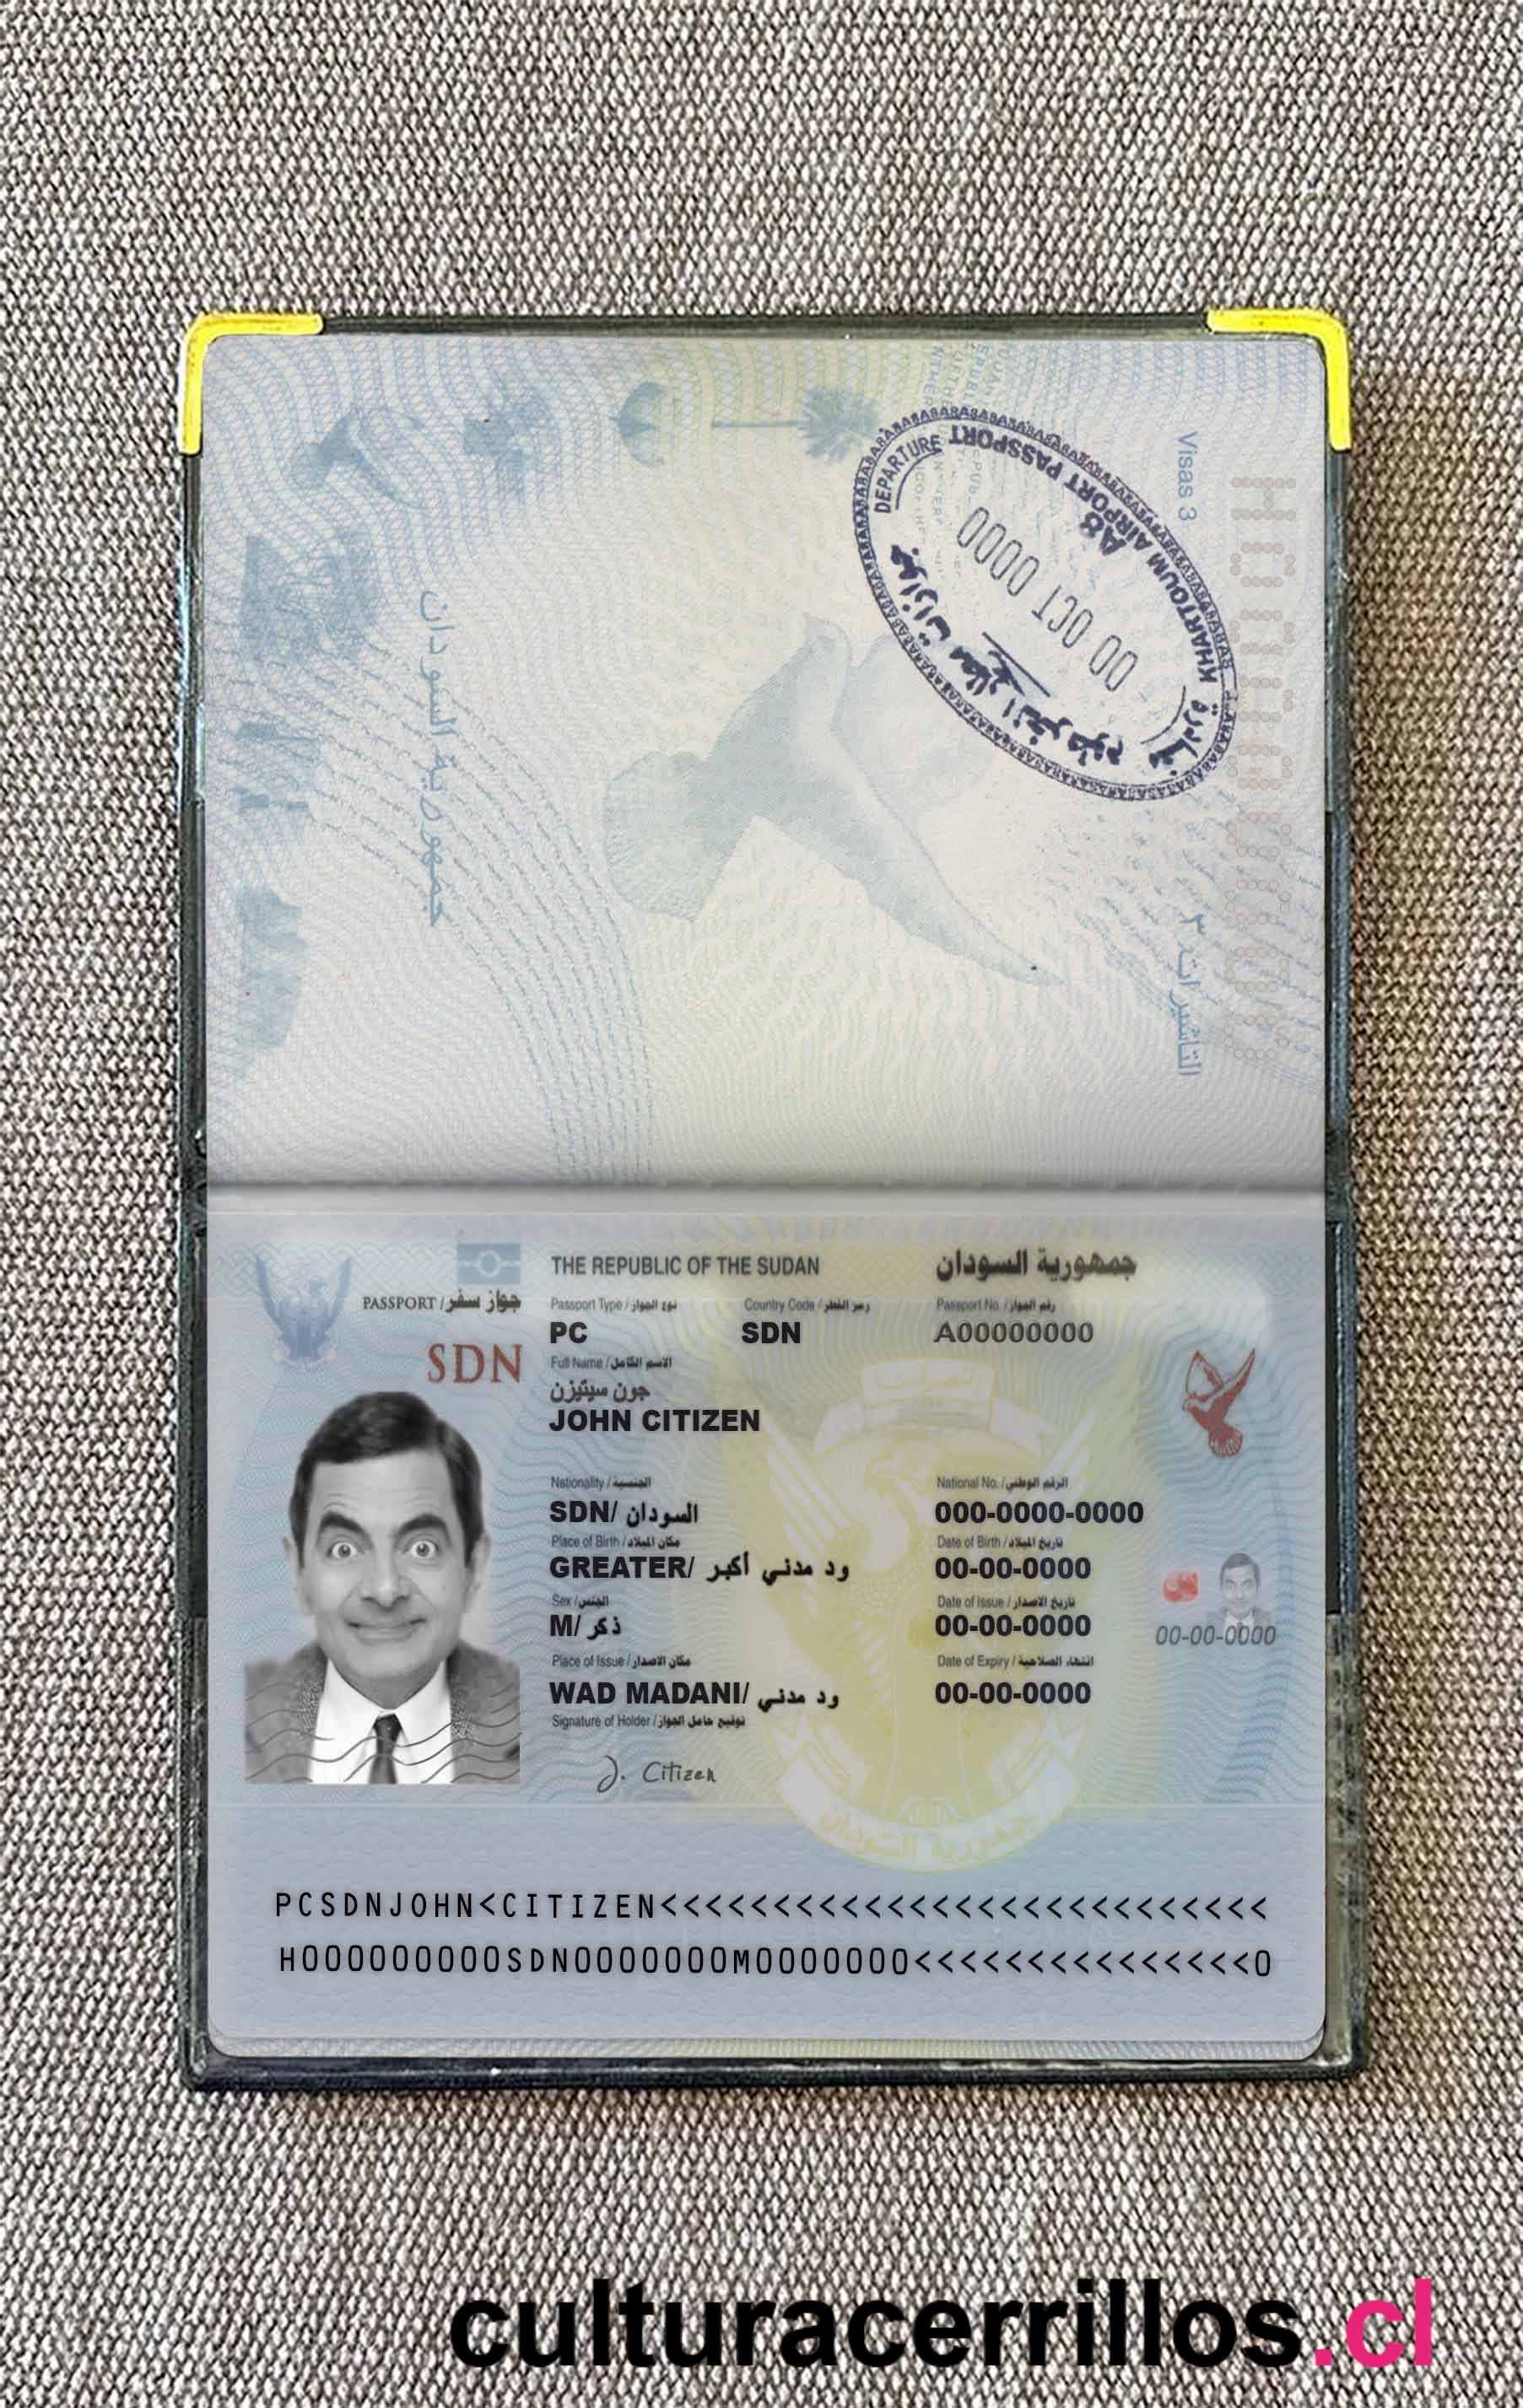 Visas 3
التأشيرات ٣
جمهورية السودان
DEPARTURE
KHARTOUM AIRPORT PASSPORT
A8
00 OCT 0000
جوازات مطار الخرطوم
مغادرة
THE REPUBLIC OF THE SUDAN جمهورية السودان
PASSPORT / جواز سفر
SDN
Passport Type / نوع الجواز Country Code / رمز القطر Passport No. / رقم الجواز
PC SDN A00000000
Full Name / الاسم الكامل
جون سيتيزن
JOHN CITIZEN
Nationality / الجنسية National No. / الرقم الوطني
SDN/ السودان 000-0000-0000
Place of Birth / مكان الميلاد Date of Birth / تاريخ الميلاد
GREATER/ ود مدني أكبر 00-00-0000
Sex / الجنس Date of Issue / تاريخ الاصدار
M/ ذكر 00-00-0000
00-00-0000
Place of Issue / مكان الاصدار Date of Expiry / انتهاء الصلاحية
WAD MADANI/ ود مدني 00-00-0000
Signature of Holder / توقيع حامل الجواز
J. Citizen
جمهورية السودان
PCSDNJOHN<CITIZEN<<<<<<<<<<<<<<<<<<<<<<<<<<<
H000000000SDN0000000M0000000<<<<<<<<<<<<<<<0
culturacerrillos.cl